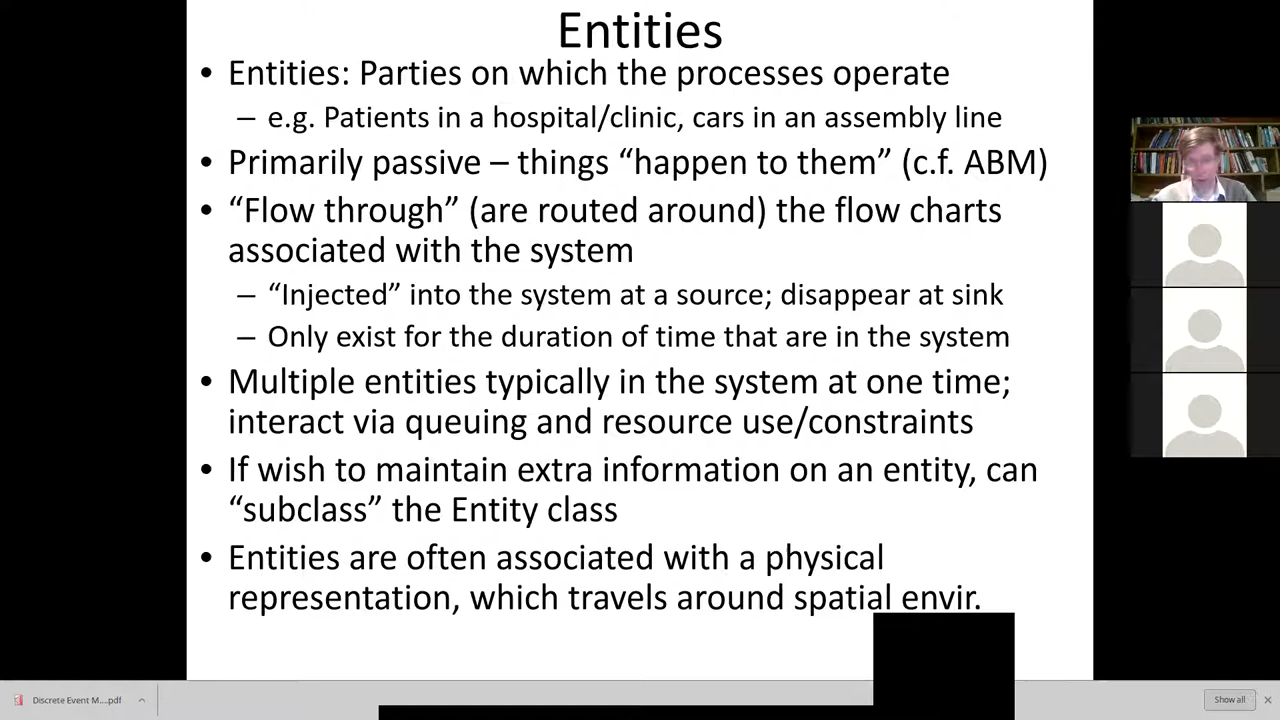 Entities
• Entities: Parties on which the processes operate
– e.g. Patients in a hospital/clinic, cars in an assembly line
• Primarily passive – things “happen to them” (c.f. ABM)
• “Flow through” (are routed around) the flow charts
associated with the system
– “Injected” into the system at a source; disappear at sink
– Only exist for the duration of time that are in the system
• Multiple entities typically in the system at one time;
interact via queuing and resource use/constraints
• If wish to maintain extra information on an entity, can
“subclass” the Entity class
• Entities are often associated with a physical
representation, which travels around spatial envir.
Discrete Event M....pdf
Show all